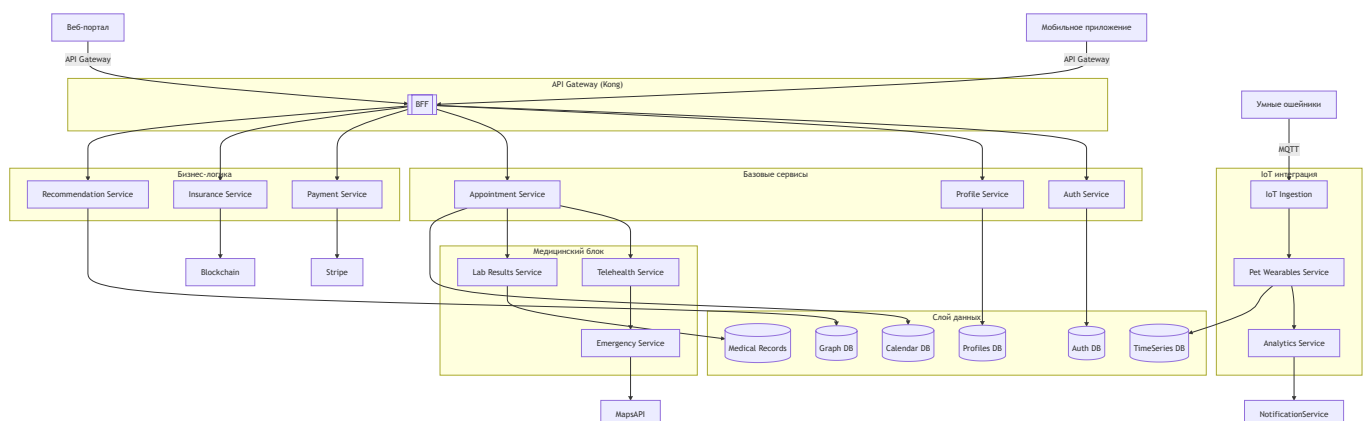 Веб-портал
Мобильное приложение
API Gateway
API Gateway
API Gateway (Kong)
BFF
Умные ошейники
MQTT
Бизнес-логика
Базовые сервисы
IoT интеграция
Recommendation Service
Insurance Service
Payment Service
Appointment Service
Profile Service
Auth Service
IoT Ingestion
Медицинский блок
Blockchain
Stripe
Lab Results Service
Telehealth Service
Pet Wearables Service
Слой данных
Emergency Service
Medical Records
Graph DB
Calendar DB
Profiles DB
Auth DB
TimeSeries DB
Analytics Service
MapsAPI
NotificationService